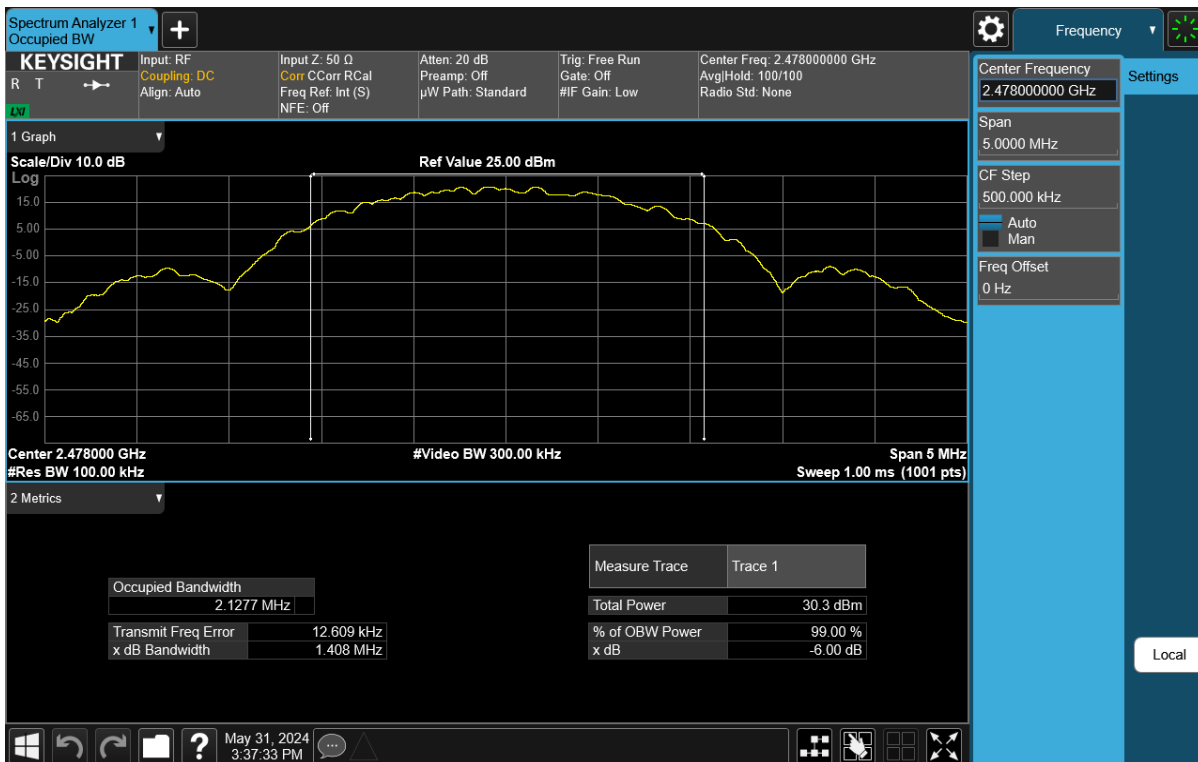 Spectrum Analyzer 1
Occupied BW
+
Frequency
KEYSIGHT
R T
LXI
Input: RF
Coupling: DC
Align: Auto
Input Z: 50 Ω
Corr CCorr RCal
Freq Ref: Int (S)
NFE: Off
Atten: 20 dB
Preamp: Off
µW Path: Standard
Trig: Free Run
Gate: Off
#IF Gain: Low
Center Freq: 2.478000000 GHz
Avg|Hold: 100/100
Radio Std: None
Center Frequency
2.478000000 GHz
Settings
Span
5.0000 MHz
CF Step
500.000 kHz
Auto
Man
Freq Offset
0 Hz
Local
1 Graph
Scale/Div 10.0 dB
Ref Value 25.00 dBm
Log
15.0
5.00
-5.00
-15.0
-25.0
-35.0
-45.0
-55.0
-65.0
Center 2.478000 GHz
#Video BW 300.00 kHz
Span 5 MHz
#Res BW 100.00 kHz
Sweep 1.00 ms (1001 pts)
2 Metrics
Occupied Bandwidth
2.1277 MHz
Transmit Freq Error 12.609 kHz
x dB Bandwidth 1.408 MHz
Measure Trace Trace 1
Total Power 30.3 dBm
% of OBW Power 99.00 %
x dB -6.00 dB
?
May 31, 2024
3:37:33 PM